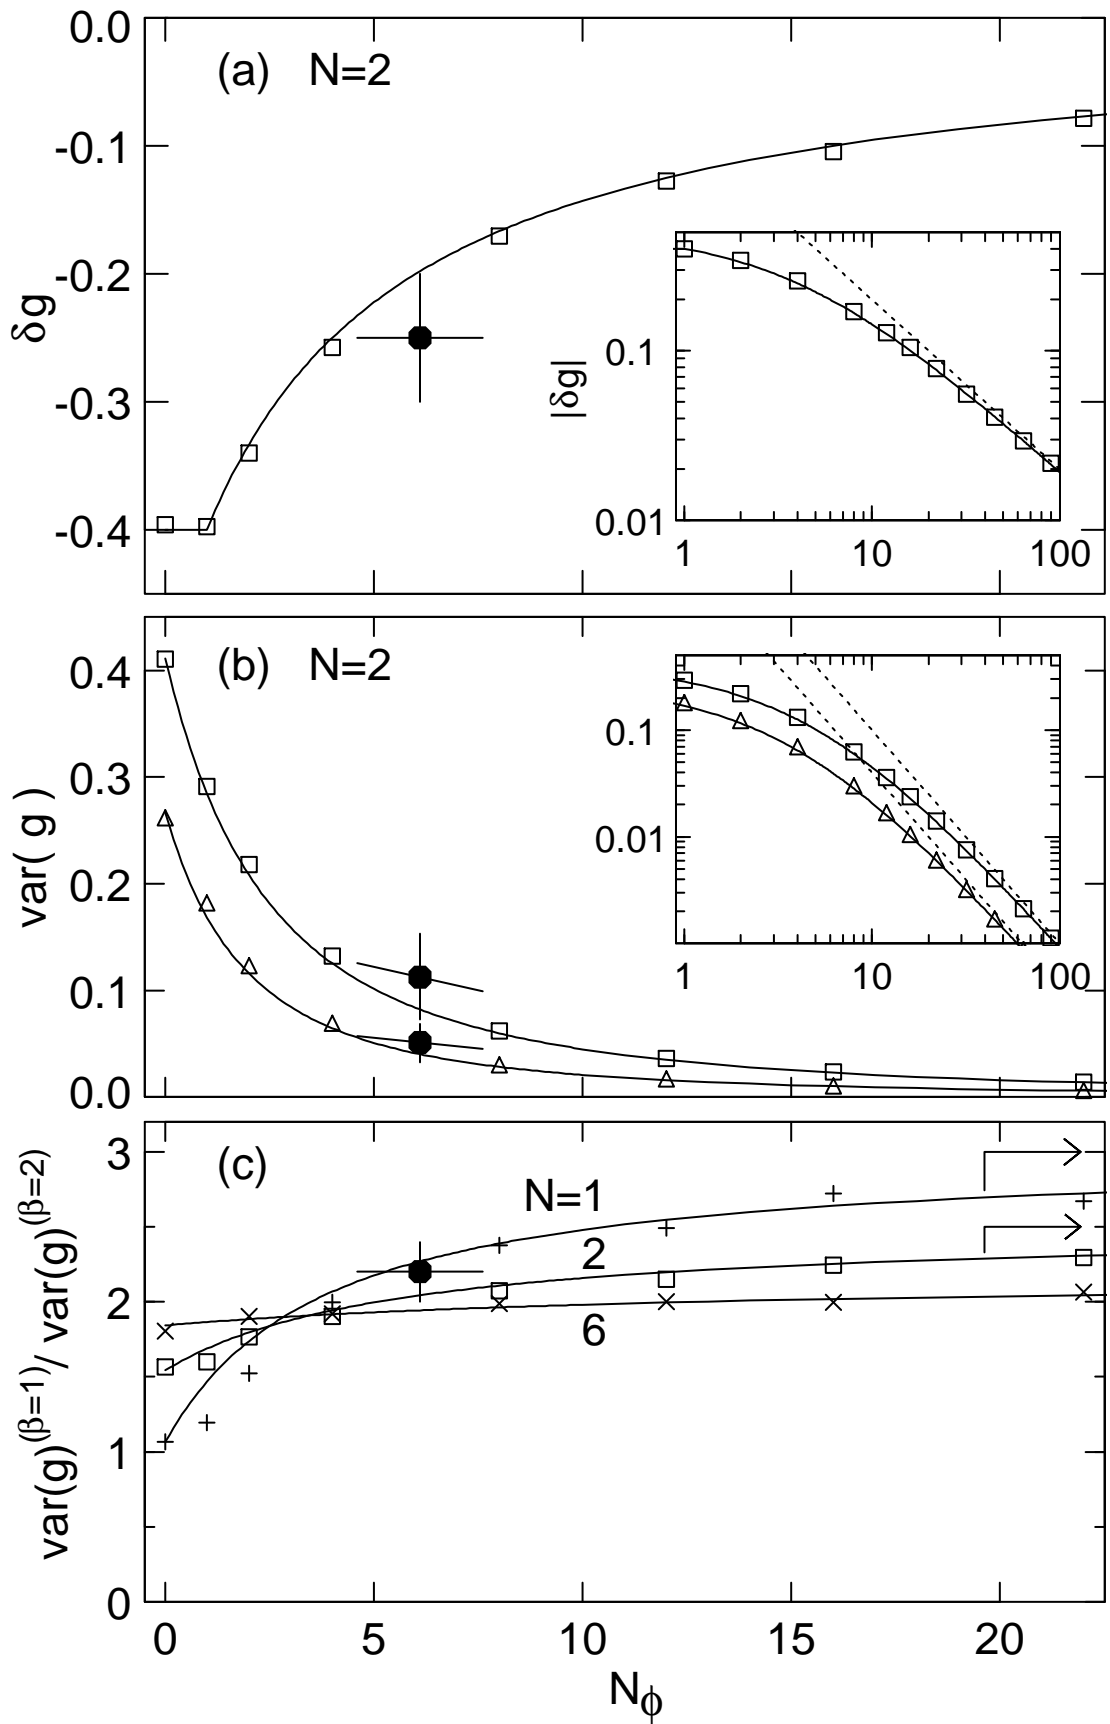 0.0
(a) N=2
-0.1
-0.2
δg
-0.3
-0.4
|δg|
0.1
0.01
1 10 100
(b) N=2
0.4
0.3
var( g )
0.2
0.1
0.0
0.1
0.01
1 10 100
(c)
3
N=1
2
2
6
1
0
var(g)^(β=1)/ var(g)^(β=2)
0 5 10 15 20
N_ϕ